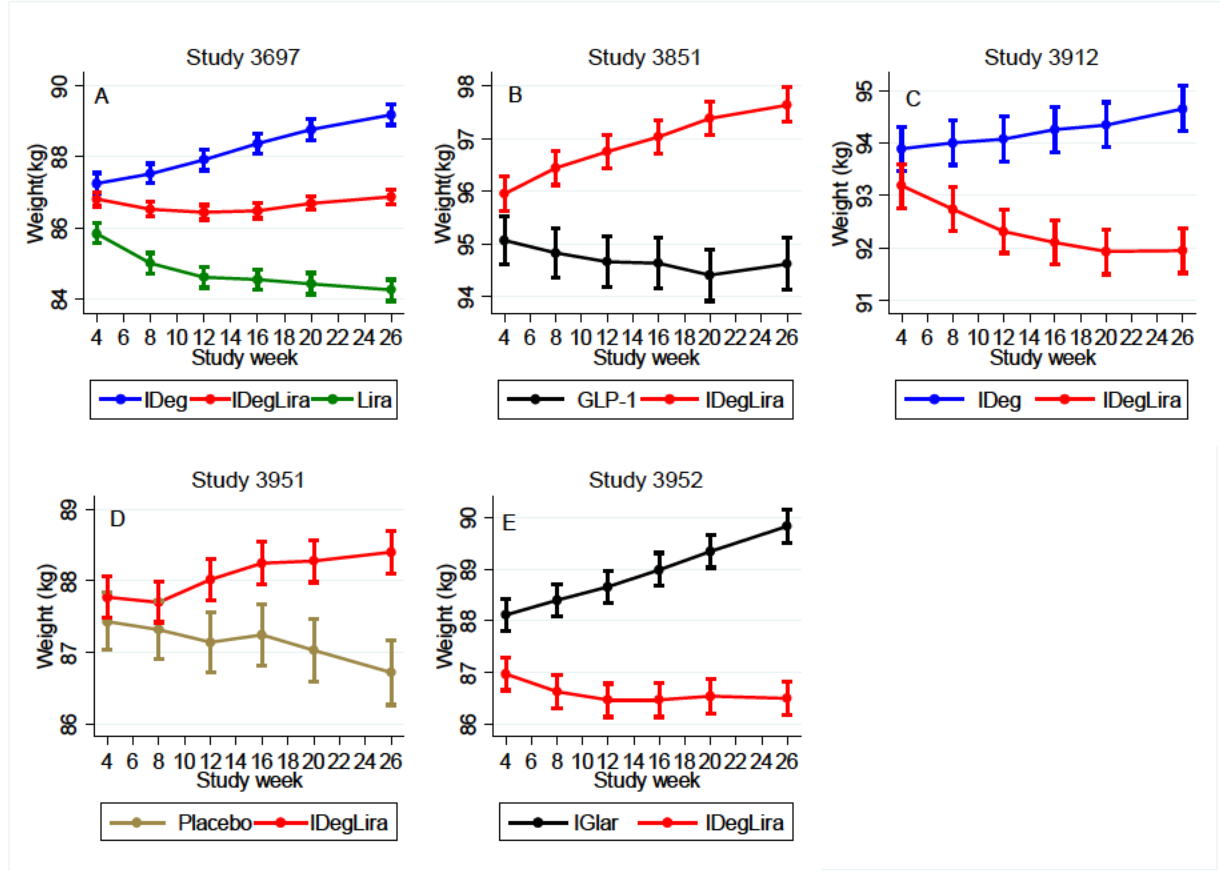 Study 3697
A
Weight(kg)
90
88
86
84
4 6 8 10 12 14 16 18 20 22 24 26
Study week
IDeg IDegLira Lira
Study 3851
B
Weight(kg)
98
97
96
95
94
4 6 8 10 12 14 16 18 20 22 24 26
Study week
GLP-1 IDegLira
Study 3912
C
Weight (kg)
95
94
93
92
91
4 6 8 10 12 14 16 18 20 22 24 26
Study week
IDeg IDegLira
Study 3951
D
Weight (kg)
89
88
87
86
4 6 8 10 12 14 16 18 20 22 24 26
Study week
Placebo IDegLira
Study 3952
E
Weight (kg)
90
89
88
87
86
4 6 8 10 12 14 16 18 20 22 24 26
Study week
IGlar IDegLira